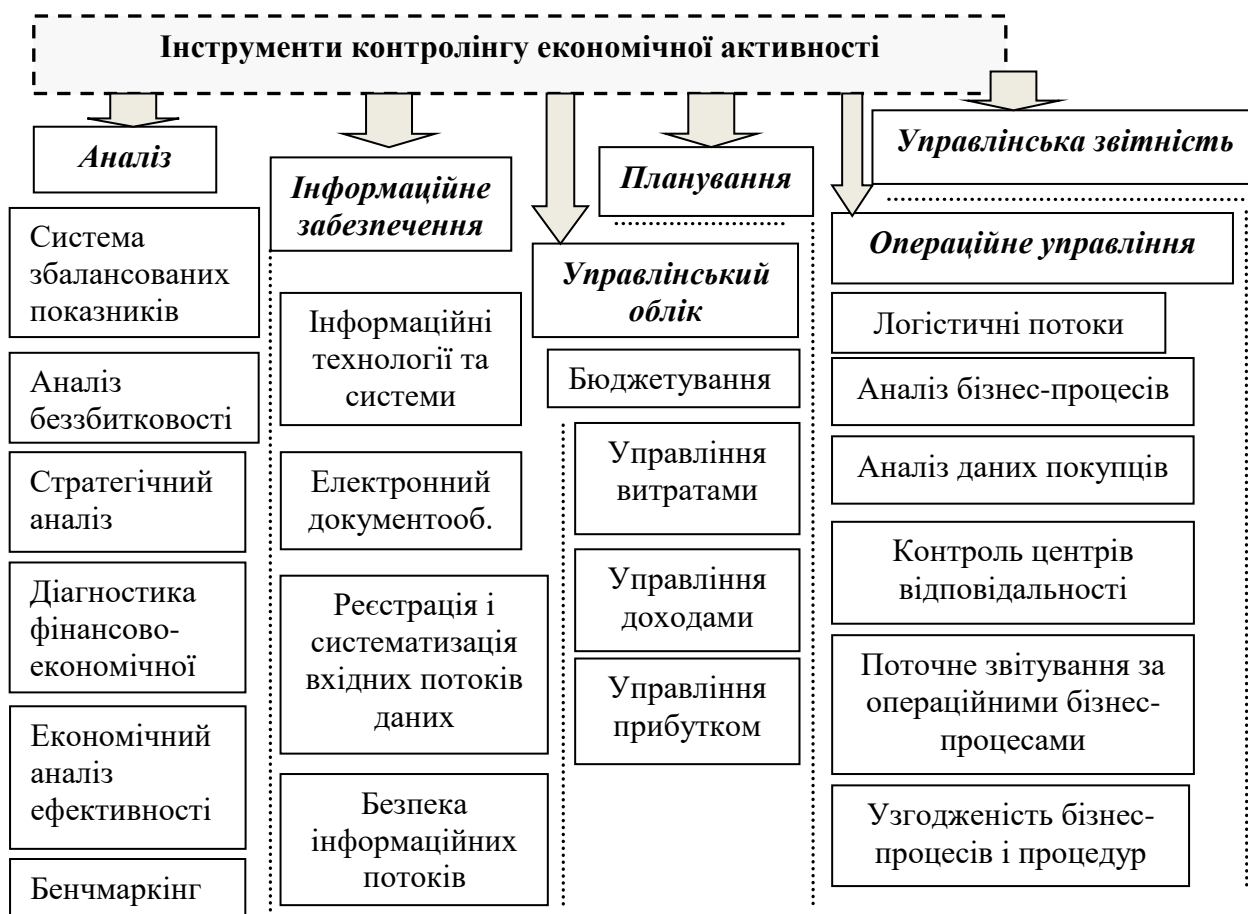 Інструменти контролінгу економічної активності
Аналіз
Система
збалансованих
показників
Аналіз
беззбитковості
Стратегічний
аналіз
Діагностика
фінансово-
економічної
Економічний
аналіз
ефективності
Бенчмаркінг
Інформаційне
забезпечення
Інформаційні
технології та
системи
Електронний
документооб.
Реєстрація і
систематизація
вхідних потоків
даних
Безпека
інформаційних
потоків
Управлінський
облік
Бюджетування
Управління
витратами
Управління
доходами
Управління
прибутком
Планування
Управлінська звітність
Операційне управління
Логістичні потоки
Аналіз бізнес-процесів
Аналіз даних покупців
Контроль центрів
відповідальності
Поточне звітування за
операційними бізнес-
процесами
Узгодженість бізнес-
процесів і процедур